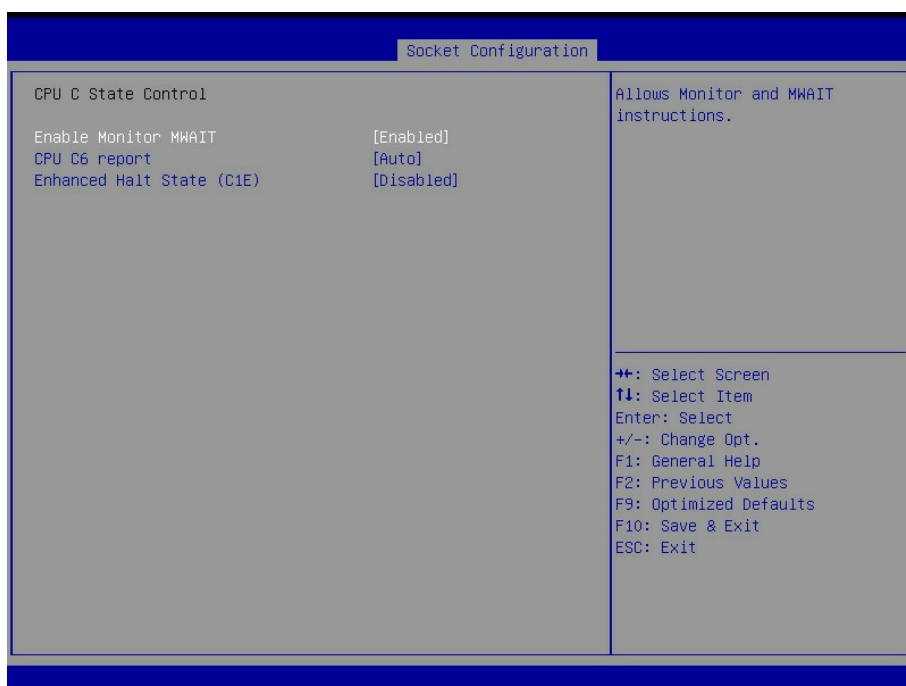 Socket Configuration
CPU C State Control
Enable Monitor MWAIT [Enabled]
CPU C6 report [Auto]
Enhanced Halt State (C1E) [Disabled]
Allows Monitor and MWAIT
instructions.
→←: Select Screen
↑↓: Select Item
Enter: Select
+/-: Change Opt.
F1: General Help
F2: Previous Values
F9: Optimized Defaults
F10: Save & Exit
ESC: Exit